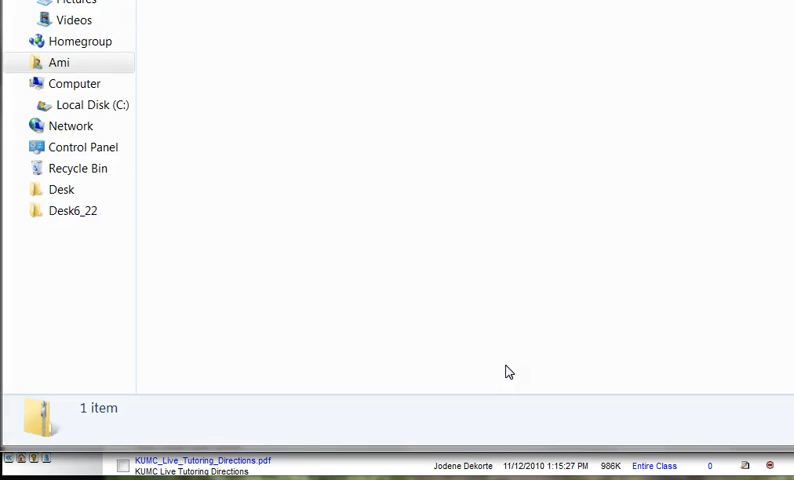 Pictures
Videos
Homegroup
Ami
Computer
Local Disk (C:)
Network
Control Panel
Recycle Bin
Desk
Desk6_22
1 item
KUMC_Live_Tutoring_Directions.pdf
KUMC Live Tutoring Directions
Jodene Dekorte 11/12/2010 1:15:27 PM 986K Entire Class 0